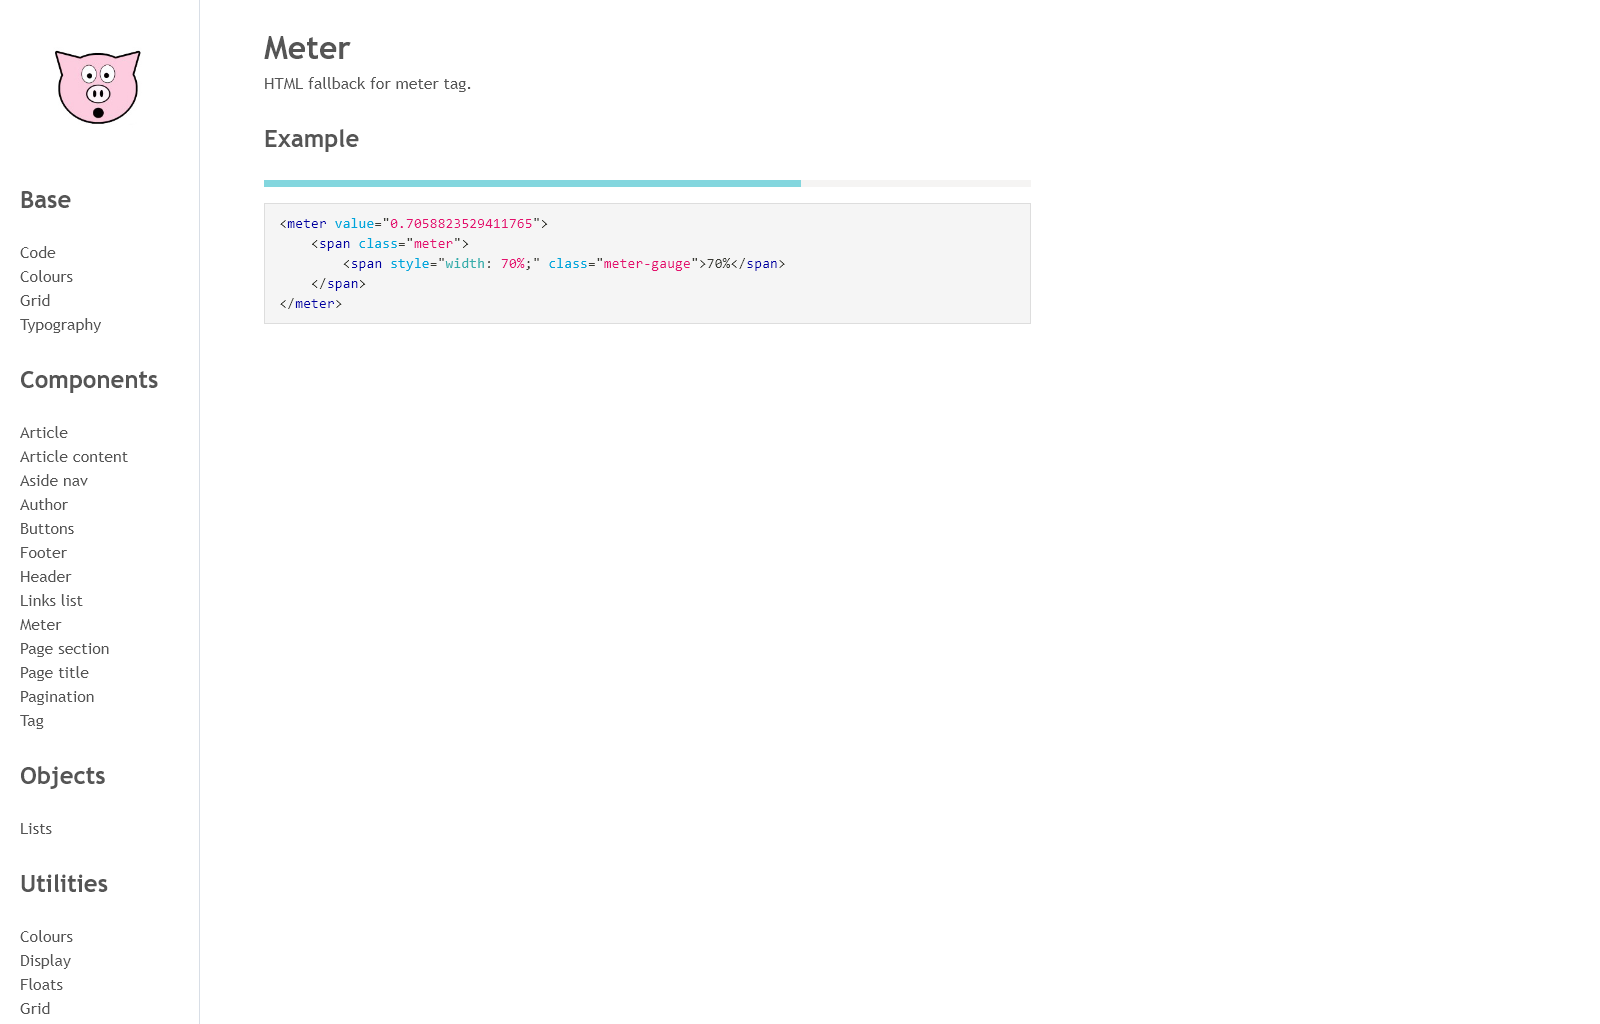 Base
Code
Colours
Grid
Typography
Components
Article
Article content
Aside nav
Author
Buttons
Footer
Header
Links list
Meter
Page section
Page title
Pagination
Tag
Objects
Lists
Utilities
Colours
Display
Floats
Grid
Meter
HTML fallback for meter tag.
Example
<meter value="0.7058823529411765">
    <span class="meter">
        <span style="width: 70%;" class="meter-gauge">70%</span>
    </span>
</meter>